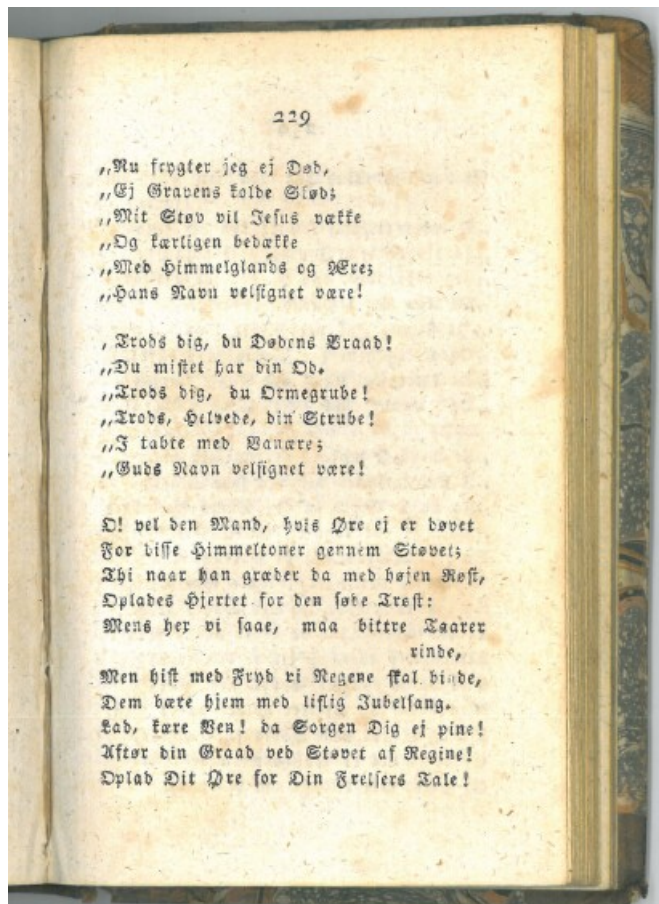 229
„Nu frygter jeg ej Død,
„Ej Gravens kolde Skød;
„Mit Støv vil Jesus vække
„Og kærligen bedække
„Med Himmelglands og Ære;
„Hans Navn velsignet være!
, Trods dig, du Dødens Braad!
„Du mistet har din Od.
„Trods dig, du Ormegrube!
„Trods, Helvede, din Strube!
„I tabte med Vanære;
„Guds Navn velsignet være!
O! vel den Mand, hvis Øre ej er døvet
For disse Himmeltoner gennem Støvet;
Thi naar han græder da med højen Røst,
Oplades Hjertet for den søde Trøst:
Mens her vi saae, maa bittre Taarer
rinde,
Men hist med Fryd vi Negene skal binde,
Dem bære hjem med liflig Jubelsang.
Lad, kære Ven! da Sorgen Dig ej pine!
Aftør din Graad ved Støvet af Regine!
Oplad Dit Øre for Din Frelsers Tale!